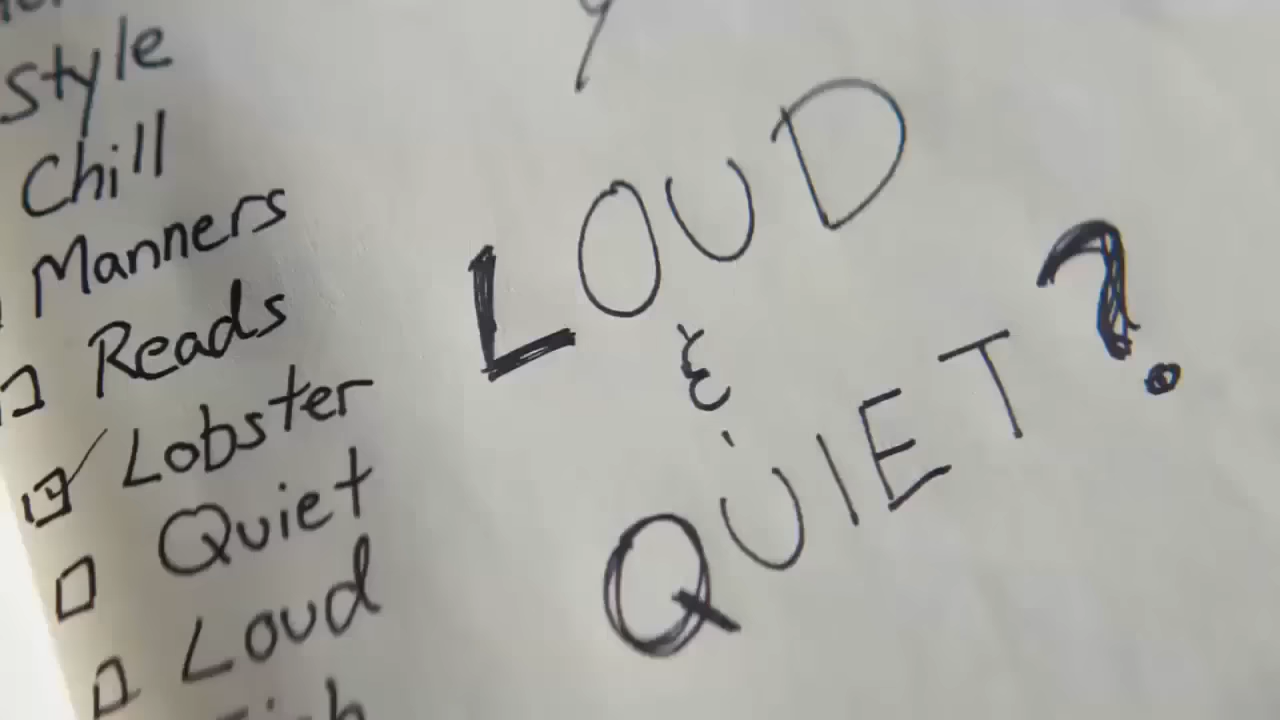 Style
Chill
Manners
Reads
Lobster
Quiet
Loud
LOUD
&
QUIET?